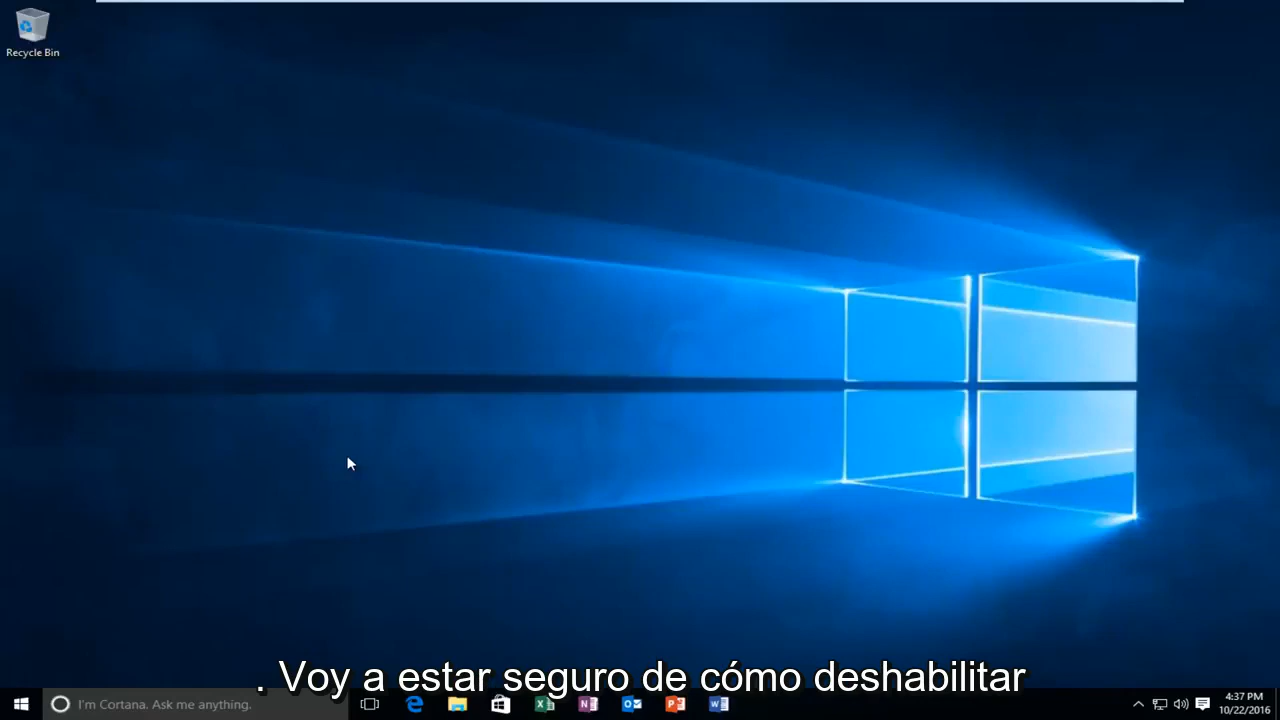 Recycle Bin
. Voy a estar seguro de cómo deshabilitar
I'm Cortana. Ask me anything.
4:37 PM
10/22/2016